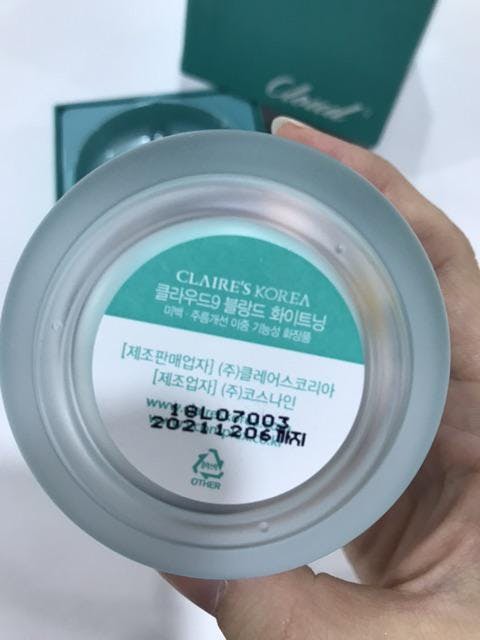 Cloud
CLAIRE'S KOREA
클라우드9 블랑드 화이트닝
미백·주름개선 이중 기능성 화장품
[제조판매업자] (주)클레어스코리아
[제조업자] (주)코스나인
18L07003
20211206까지
OTHER